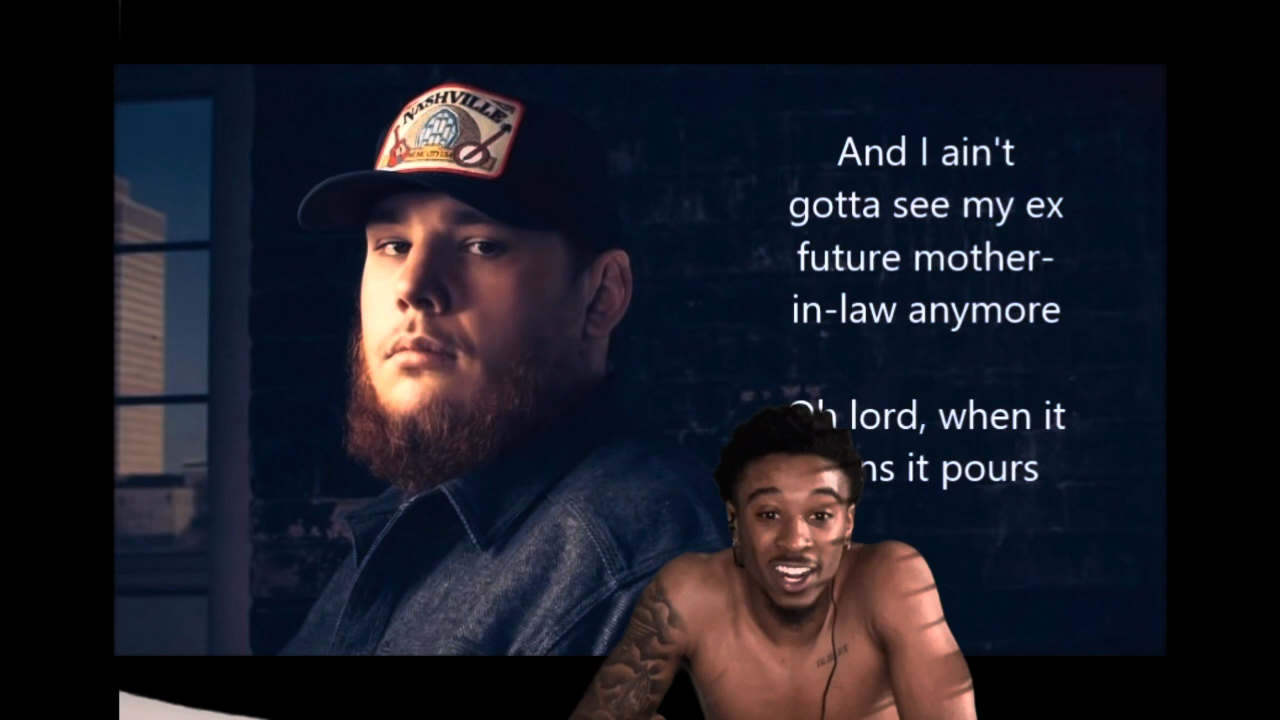 NASHVILLE
And I ain't
gotta see my ex
future mother-
in-law anymore
lord, when it
it pours